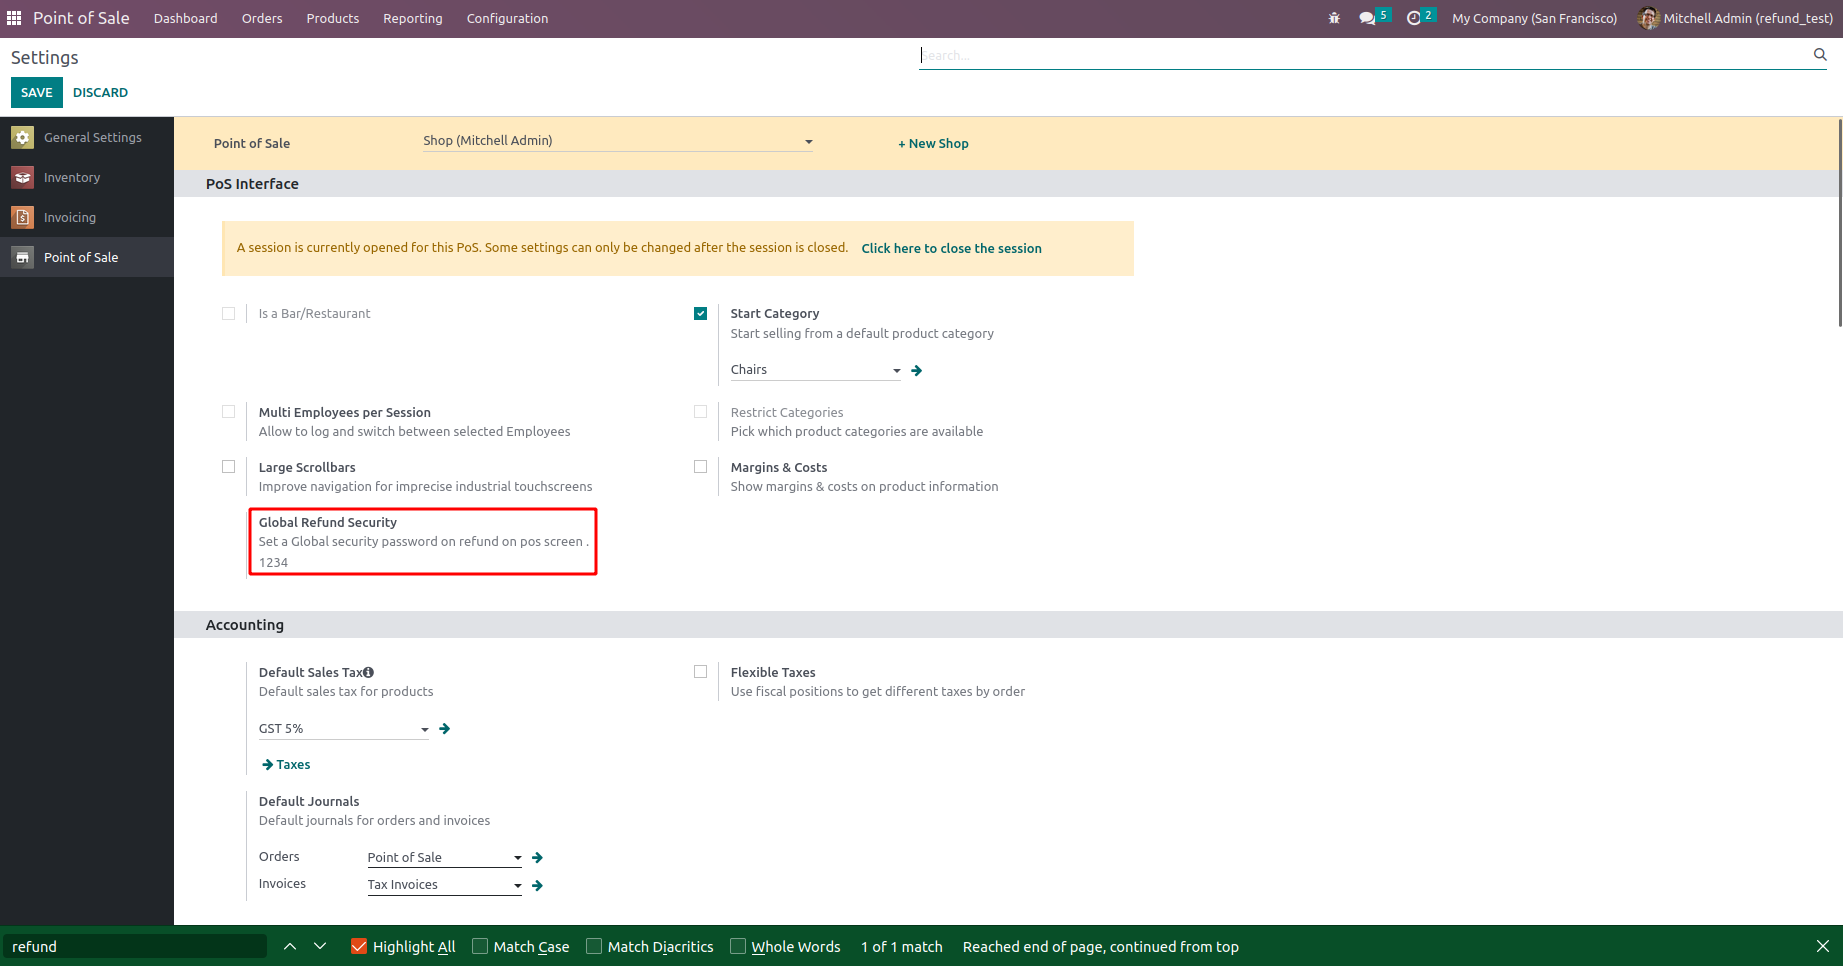 Point of Sale Dashboard Orders Products Reporting Configuration 5 2 My Company (San Francisco) Mitchell Admin (refund_test)
Settings
Search...
SAVE DISCARD
General Settings
Inventory
Invoicing
Point of Sale
Point of Sale Shop (Mitchell Admin) + New Shop
PoS Interface
A session is currently opened for this PoS. Some settings can only be changed after the session is closed. Click here to close the session
Is a Bar/Restaurant
Start Category
Start selling from a default product category
Chairs
Multi Employees per Session
Allow to log and switch between selected Employees
Restrict Categories
Pick which product categories are available
Large Scrollbars
Improve navigation for imprecise industrial touchscreens
Margins & Costs
Show margins & costs on product information
Global Refund Security
Set a Global security password on refund on pos screen .
1234
Accounting
Default Sales Tax
Default sales tax for products
GST 5%
Taxes
Flexible Taxes
Use fiscal positions to get different taxes by order
Default Journals
Default journals for orders and invoices
Orders Point of Sale
Invoices Tax Invoices
refund Highlight All Match Case Match Diacritics Whole Words 1 of 1 match Reached end of page, continued from top